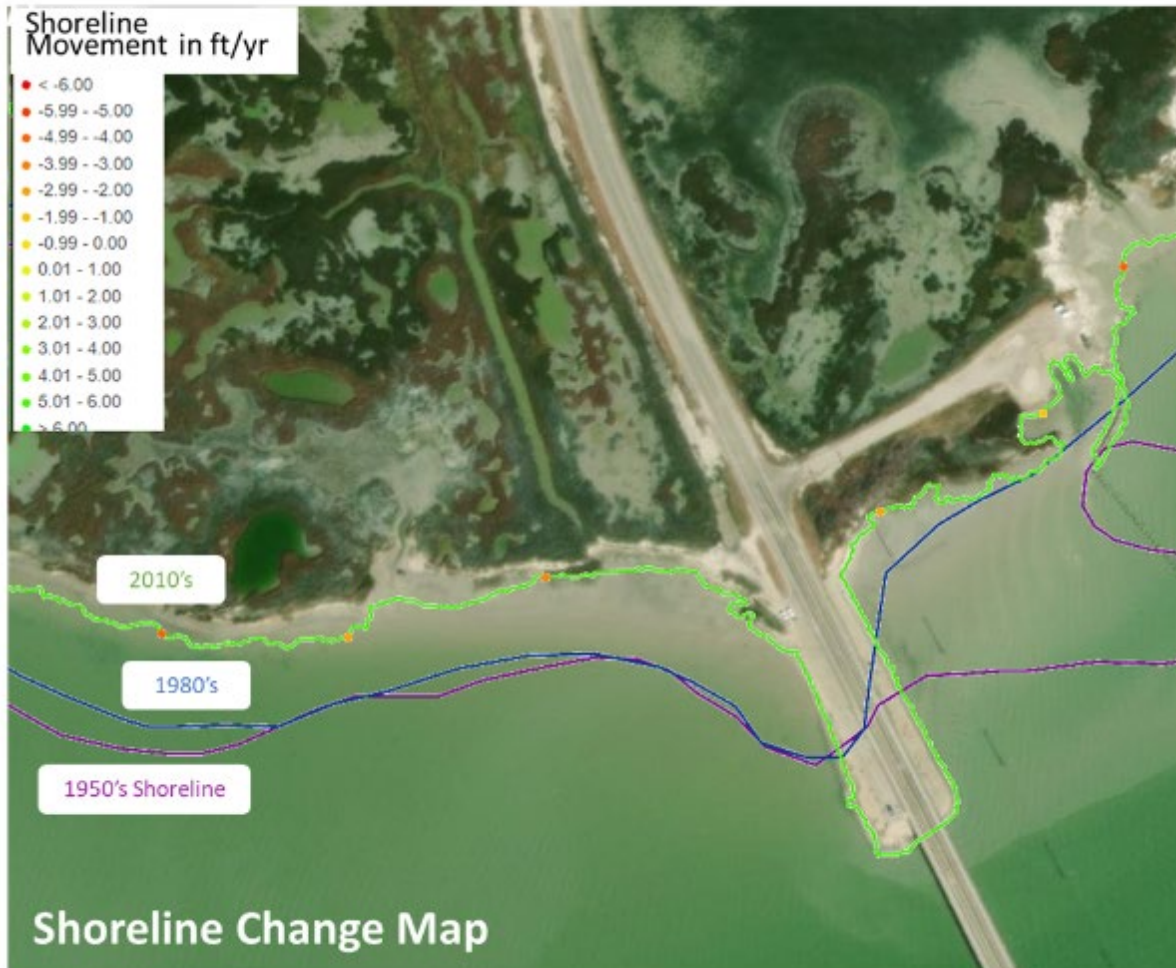 Shoreline
Movement in ft/yr
< -6.00
-5.99 - -5.00
-4.99 - -4.00
-3.99 - -3.00
-2.99 - -2.00
-1.99 - -1.00
-0.99 - 0.00
0.01 - 1.00
1.01 - 2.00
2.01 - 3.00
3.01 - 4.00
4.01 - 5.00
5.01 - 6.00
> 6.00
2010's
1980's
1950's Shoreline
Shoreline Change Map